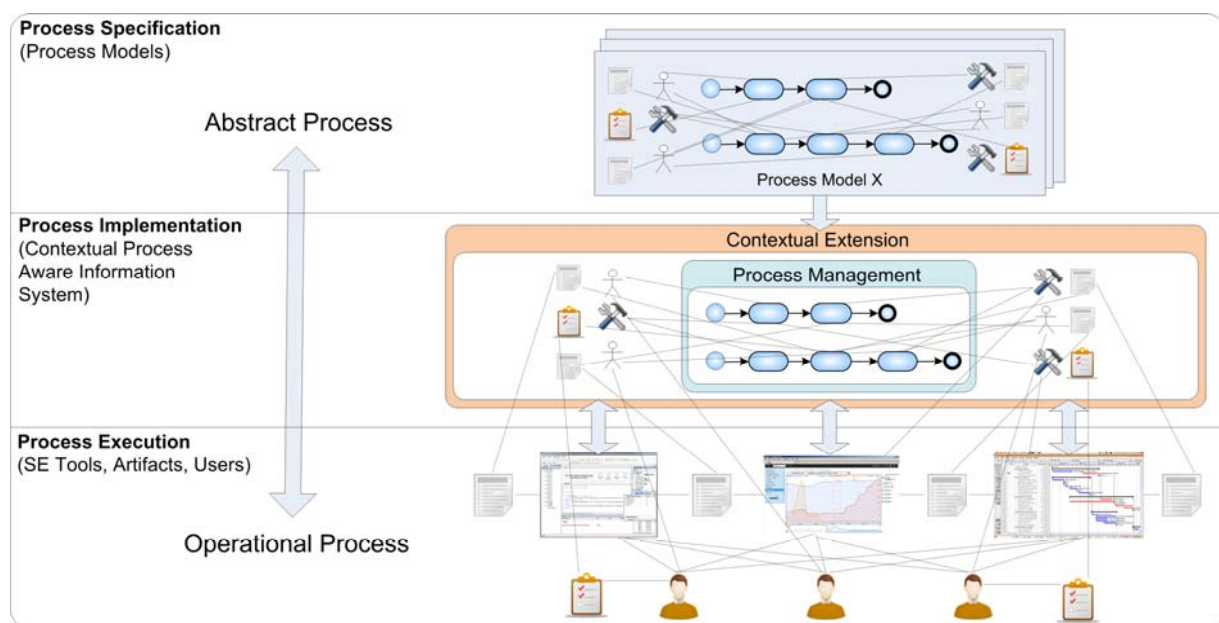 Process Specification
(Process Models)
Abstract Process
Process Model X
Process Implementation
(Contextual Process
Aware Information
System)
Contextual Extension
Process Management
Process Execution
(SE Tools, Artifacts, Users)
Operational Process